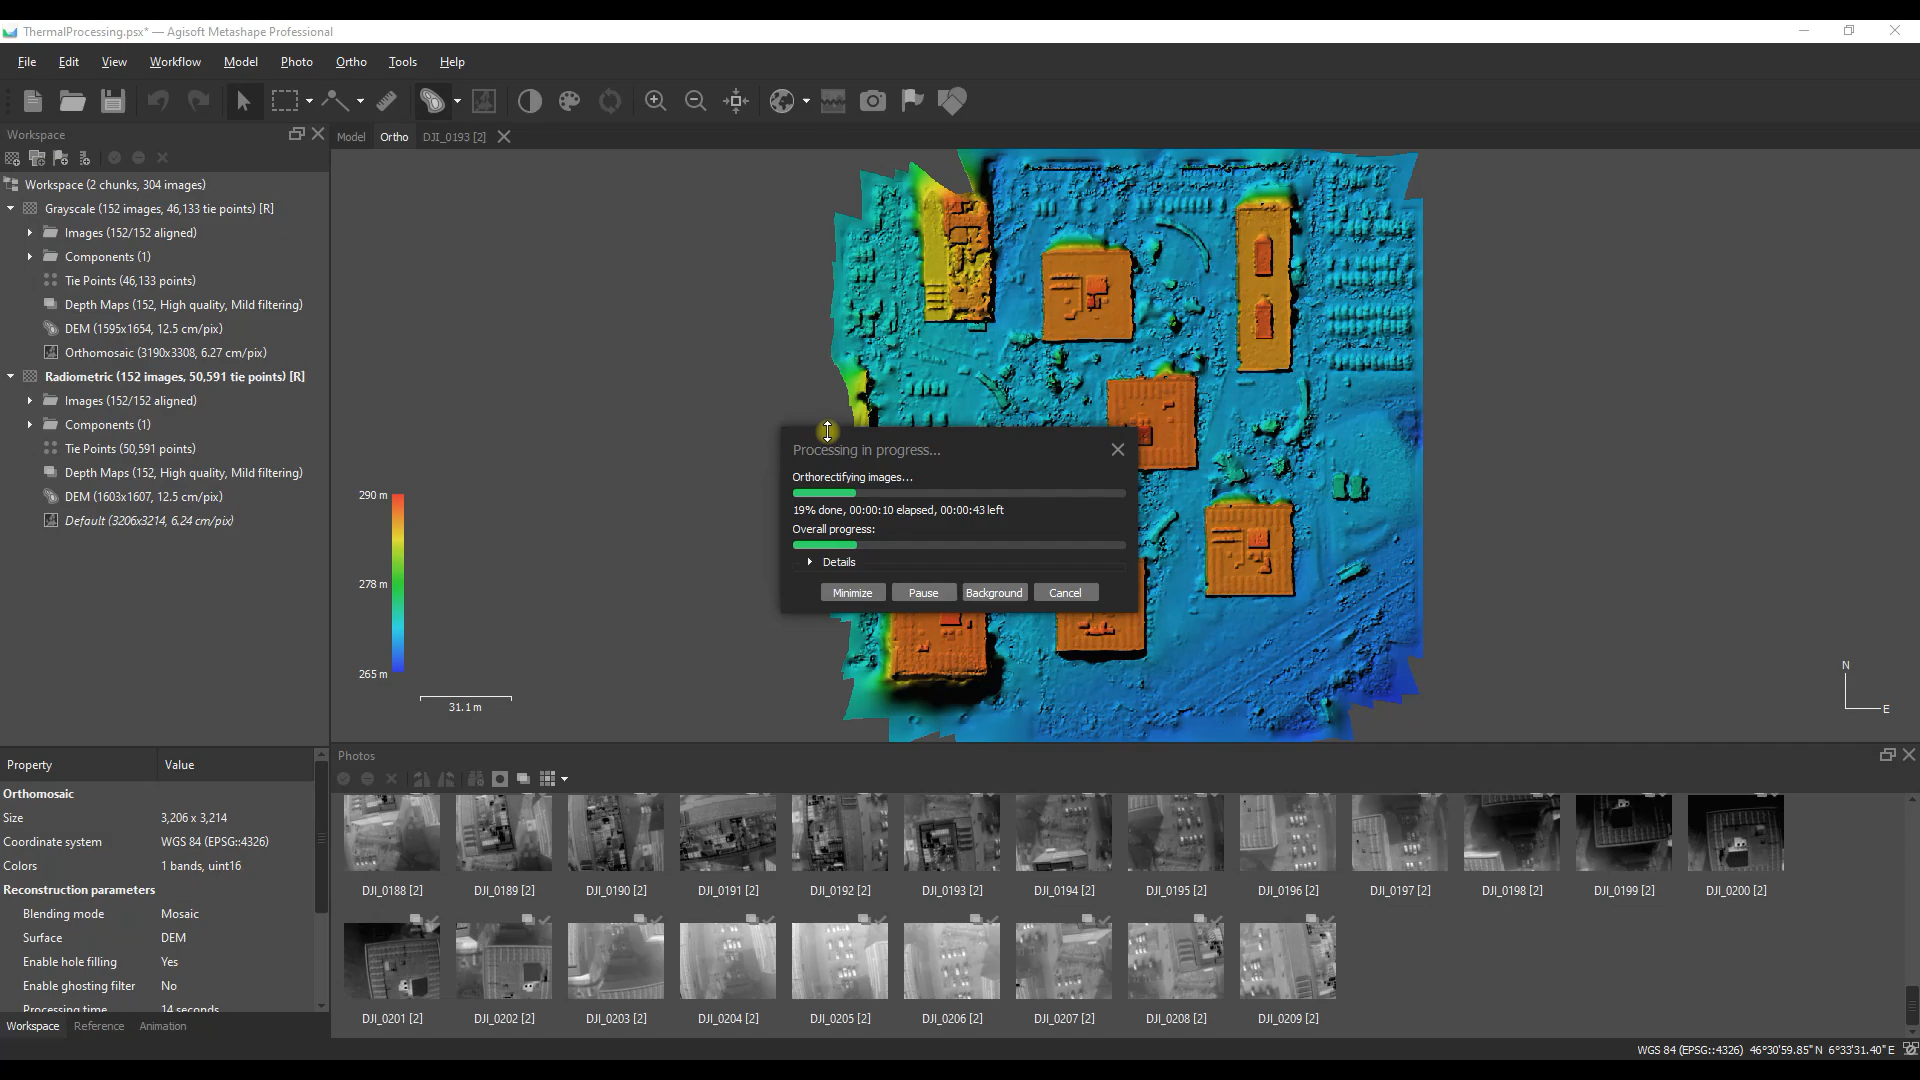 ThermalProcessing.psx* — Agisoft Metashape Professional
File Edit View Workflow Model Photo Ortho Tools Help
Workspace
Model Ortho DJI_0193 [2]
Workspace (2 chunks, 304 images)
Grayscale (152 images, 46,133 tie points) [R]
Images (152/152 aligned)
Components (1)
Tie Points (46,133 points)
Depth Maps (152, High quality, Mild filtering)
DEM (1595x1654, 12.5 cm/pix)
Orthomosaic (3190x3308, 6.27 cm/pix)
Radiometric (152 images, 50,591 tie points) [R]
Images (152/152 aligned)
Components (1)
Tie Points (50,591 points)
Depth Maps (152, High quality, Mild filtering)
DEM (1603x1607, 12.5 cm/pix)
Default (3206x3214, 6.24 cm/pix)
290 m
278 m
265 m
31.1 m
Processing in progress...
Orthorectifying images...
19% done, 00:00:10 elapsed, 00:00:43 left
Overall progress:
Details
Minimize Pause Background Cancel
N
E
Property Value
Orthomosaic
Size 3,206 x 3,214
Coordinate system WGS 84 (EPSG::4326)
Colors 1 bands, uint16
Reconstruction parameters
Blending mode Mosaic
Surface DEM
Enable hole filling Yes
Enable ghosting filter No
Processing time 14 seconds
Workspace Reference Animation
Photos
DJI_0188 [2] DJI_0189 [2] DJI_0190 [2] DJI_0191 [2] DJI_0192 [2] DJI_0193 [2] DJI_0194 [2] DJI_0195 [2] DJI_0196 [2] DJI_0197 [2] DJI_0198 [2] DJI_0199 [2] DJI_0200 [2]
DJI_0201 [2] DJI_0202 [2] DJI_0203 [2] DJI_0204 [2] DJI_0205 [2] DJI_0206 [2] DJI_0207 [2] DJI_0208 [2] DJI_0209 [2]
WGS 84 (EPSG::4326) 46°30'59.85" N 6°33'31.40" E